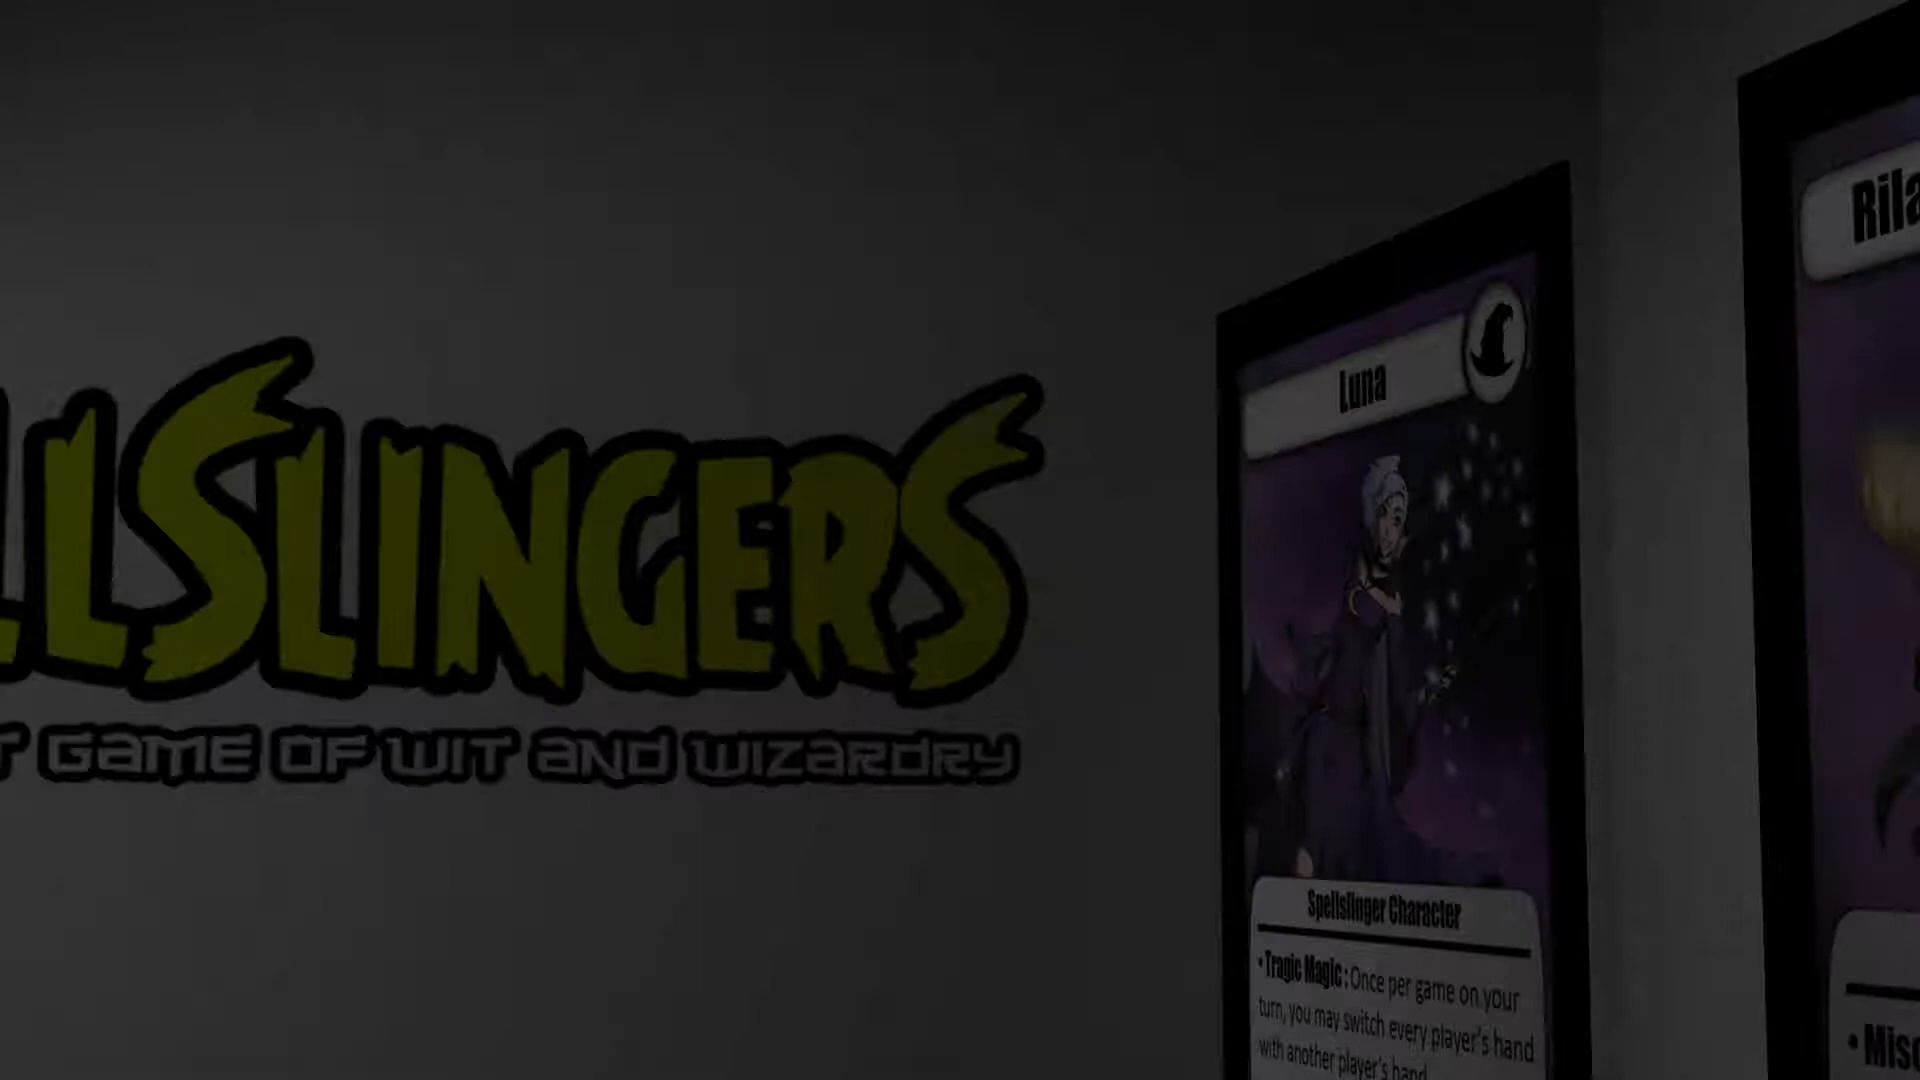 LLSLINGERS
GAME OF WIT AND WIZARDRY
Luna
Spellslinger Character
• Tragic Magic : Once per game on your
turn, you may switch every player's hand
with another player's hand.
Rila
• Misc